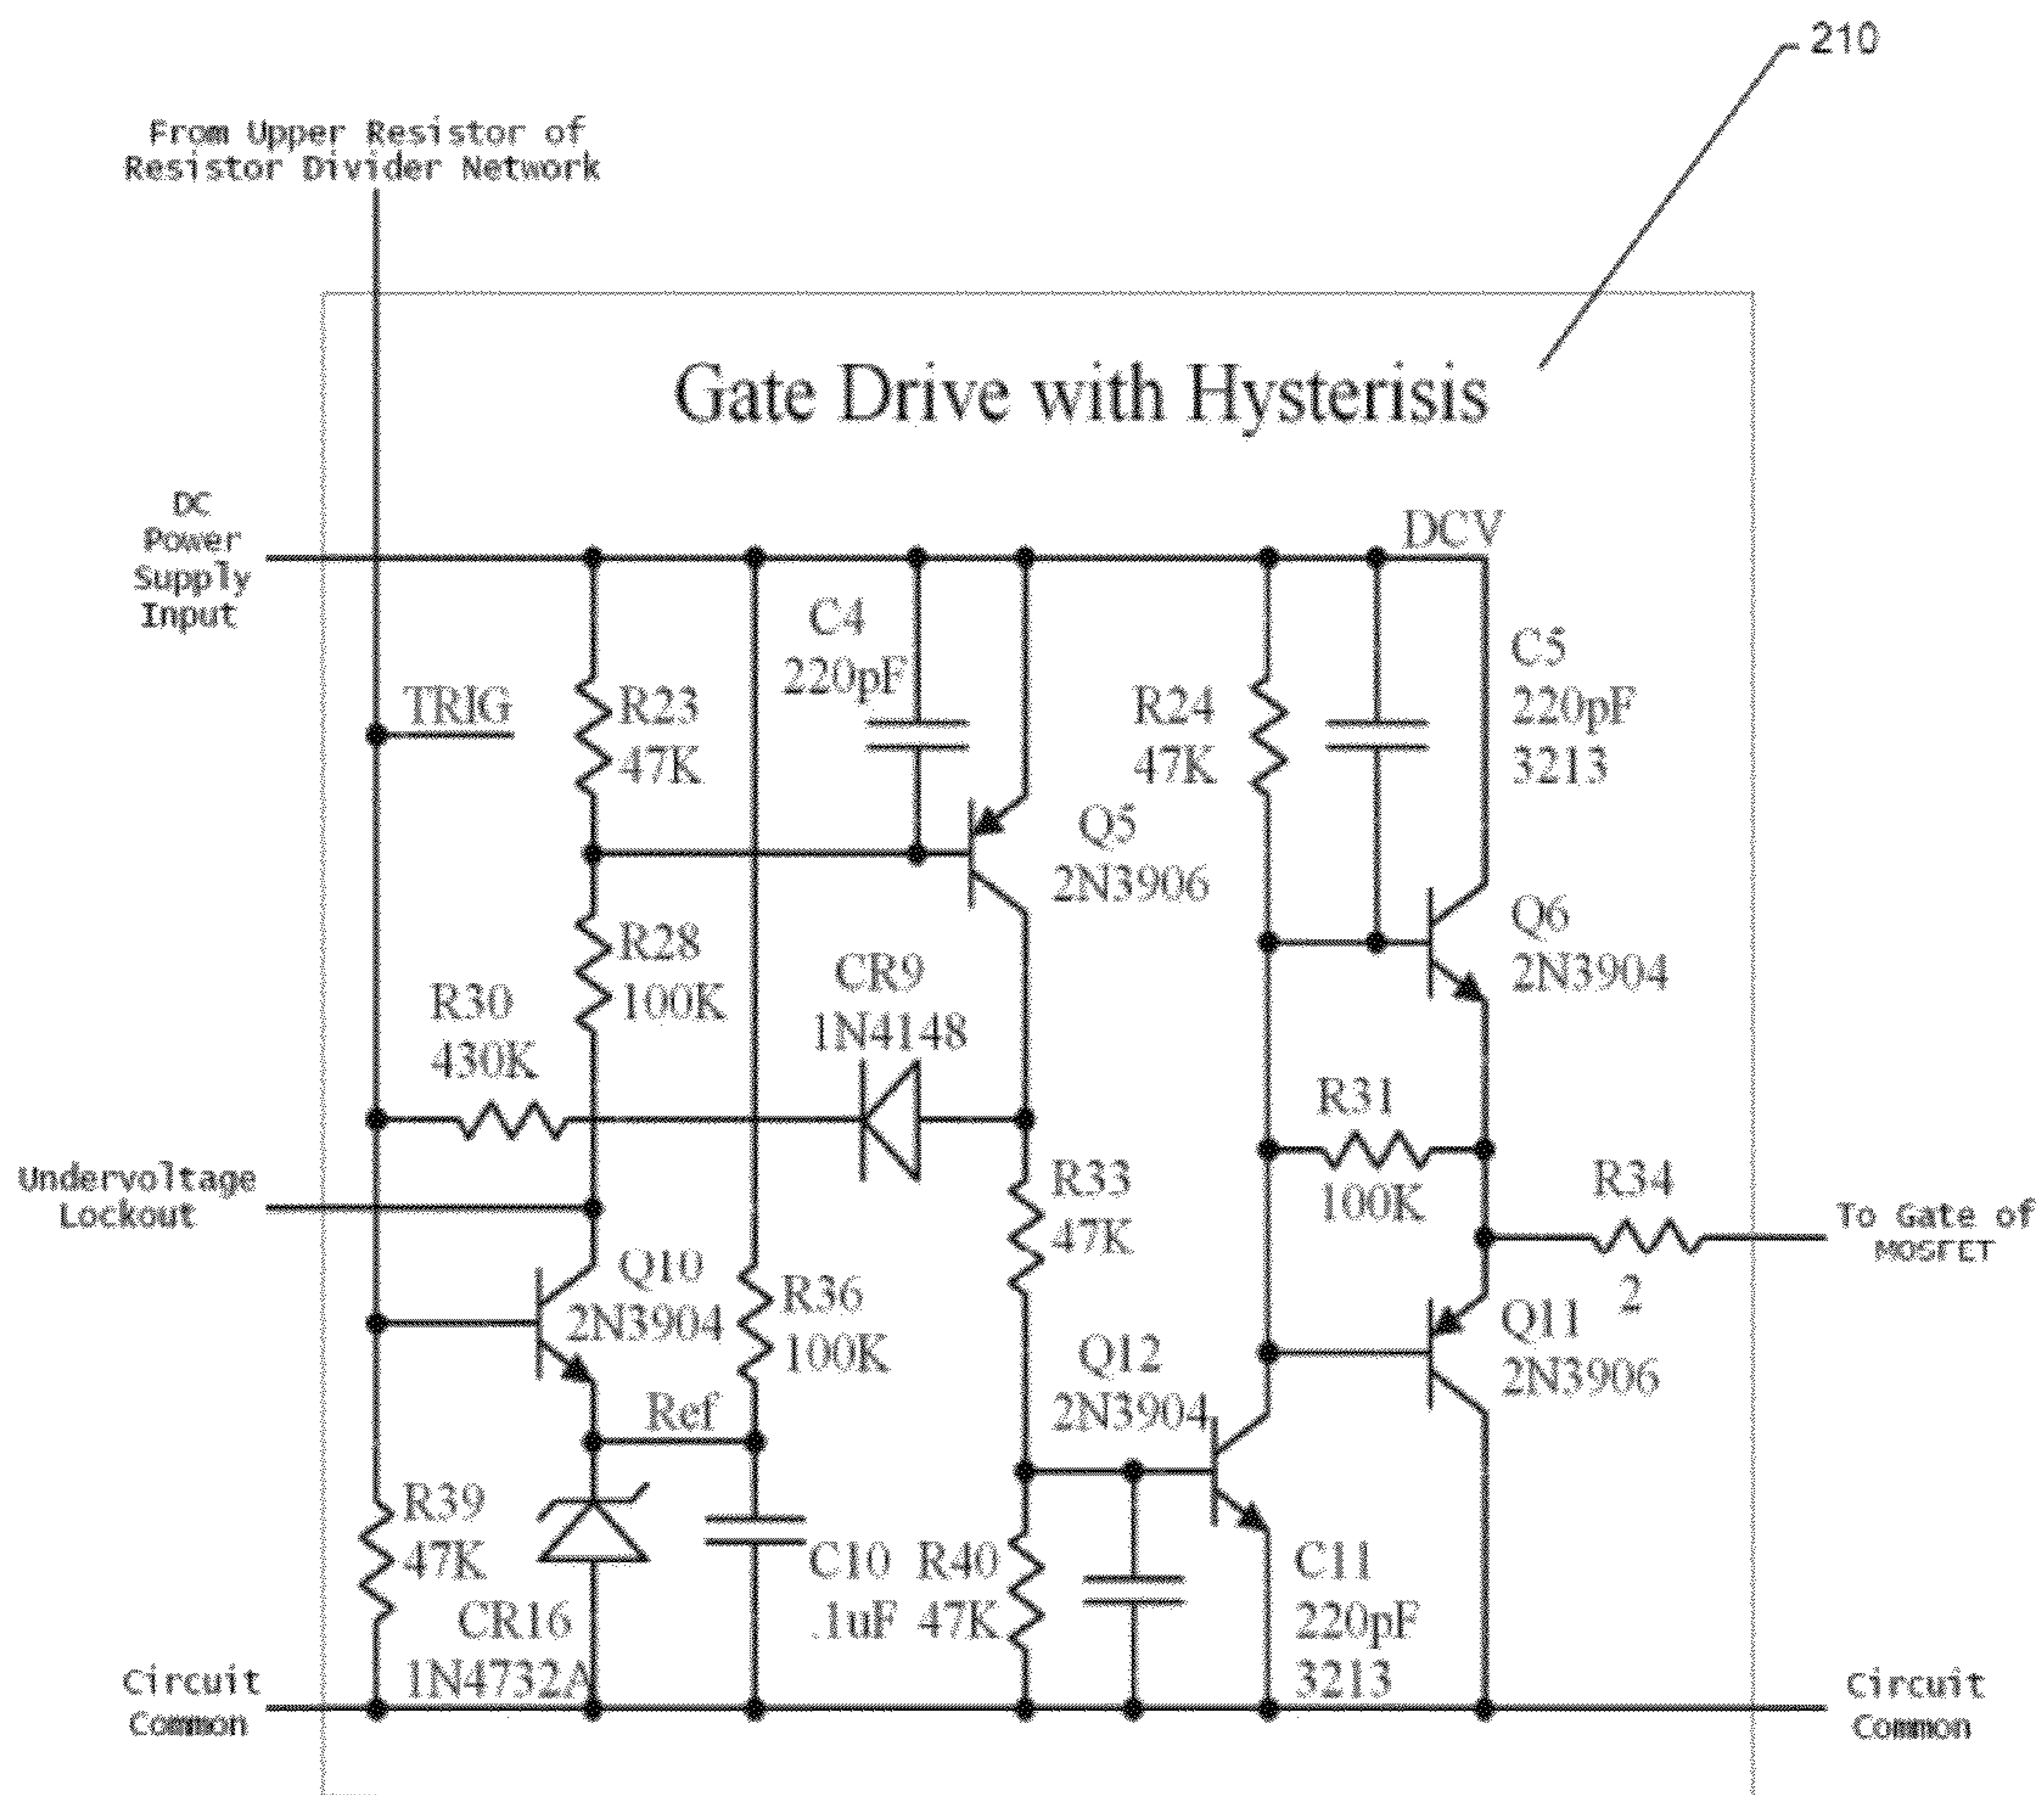 210
From Upper Resistor of
Resistor Divider Network
Gate Drive with Hysterisis
DC
Power
Supply
Input
DCV
C4
220pF
C5
220pF
3213
TRIG
R23
47K
R24
47K
Q5
2N3906
Q6
2N3904
R28
100K
CR9
1N4148
R30
430K
R31
100K
Undervoltage
Lockout
R33
47K
R34
2
To Gate of
MOSFET
Q10
2N3904
R36
100K
Q11
2N3906
Q12
2N3904
Ref
R39
47K
C10
.1uF
R40
47K
C11
220pF
3213
CR16
1N4732A
Circuit
Common
Circuit
Common